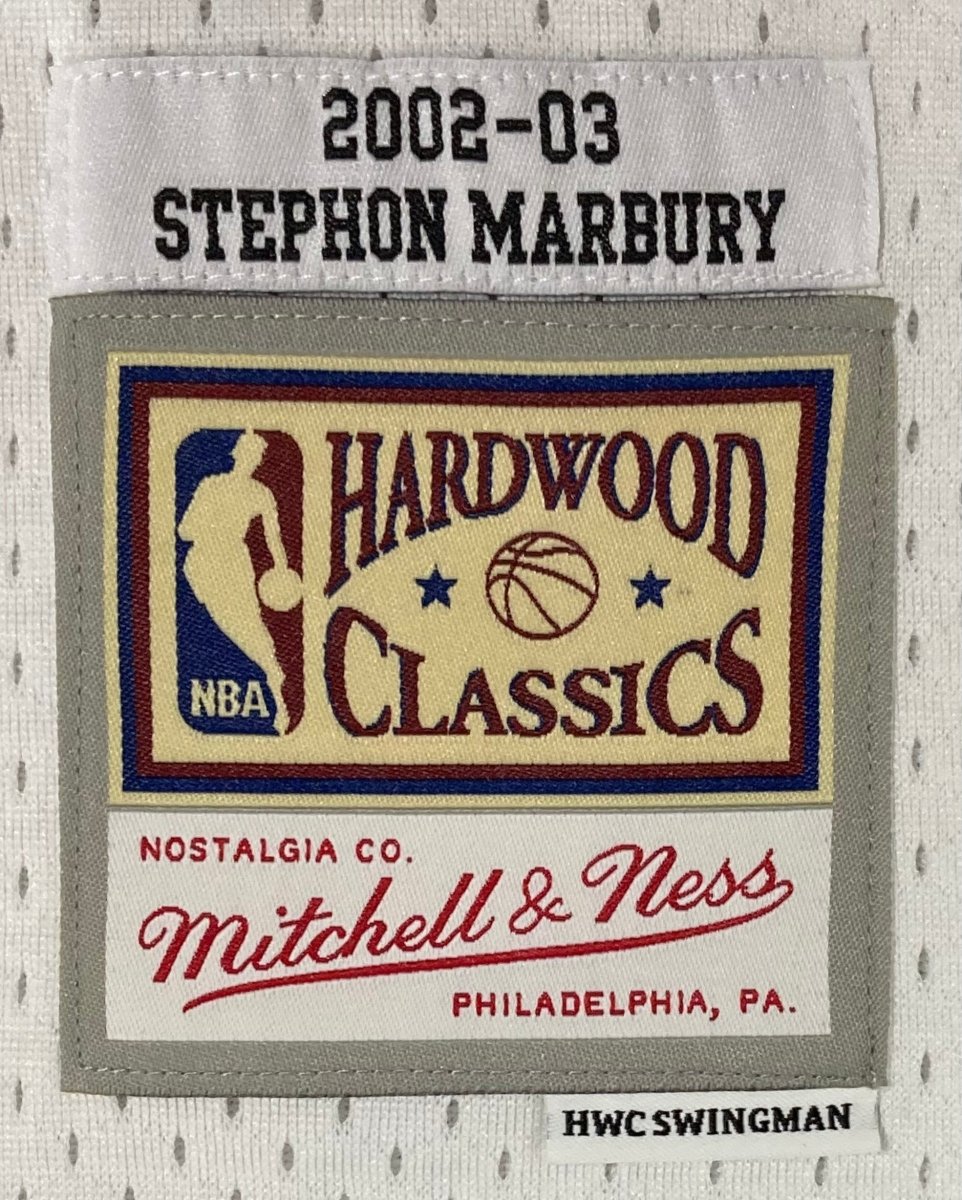 2002-03
STEPHON MARBURY
HARDWOOD
CLASSICS
NBA
NOSTALGIA CO.
Mitchell & Ness
PHILADELPHIA, PA.
HWC SWINGMAN